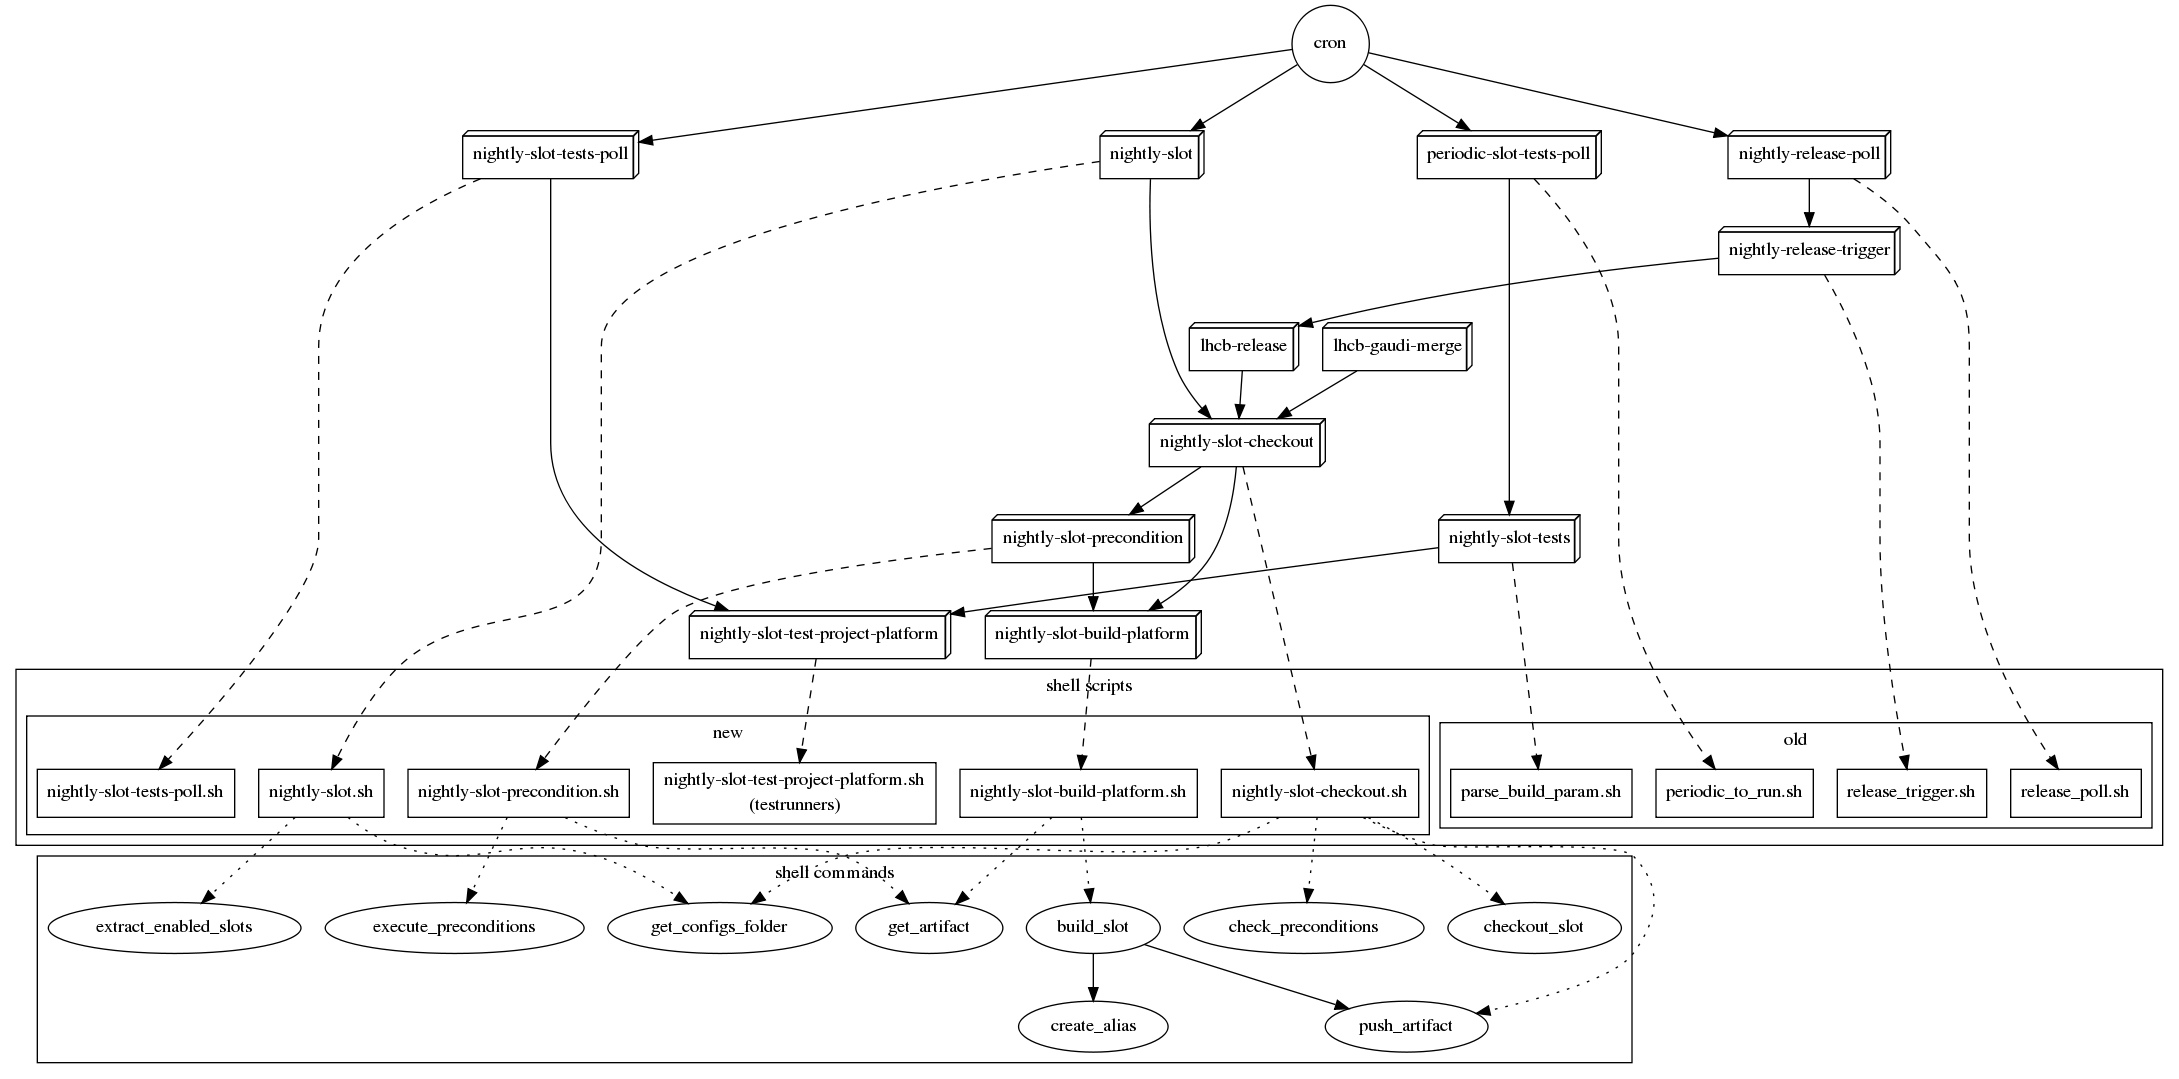 cron
nightly-slot-tests-poll
nightly-slot
periodic-slot-tests-poll
nightly-release-poll
nightly-release-trigger
lhcb-release
lhcb-gaudi-merge
nightly-slot-checkout
nightly-slot-precondition
nightly-slot-tests
nightly-slot-test-project-platform
nightly-slot-build-platform
shell scripts
new
old
nightly-slot-tests-poll.sh
nightly-slot.sh
nightly-slot-precondition.sh
nightly-slot-test-project-platform.sh
(testrunners)
nightly-slot-build-platform.sh
nightly-slot-checkout.sh
parse_build_param.sh
periodic_to_run.sh
release_trigger.sh
release_poll.sh
shell commands
extract_enabled_slots
execute_preconditions
get_configs_folder
get_artifact
build_slot
check_preconditions
checkout_slot
create_alias
push_artifact